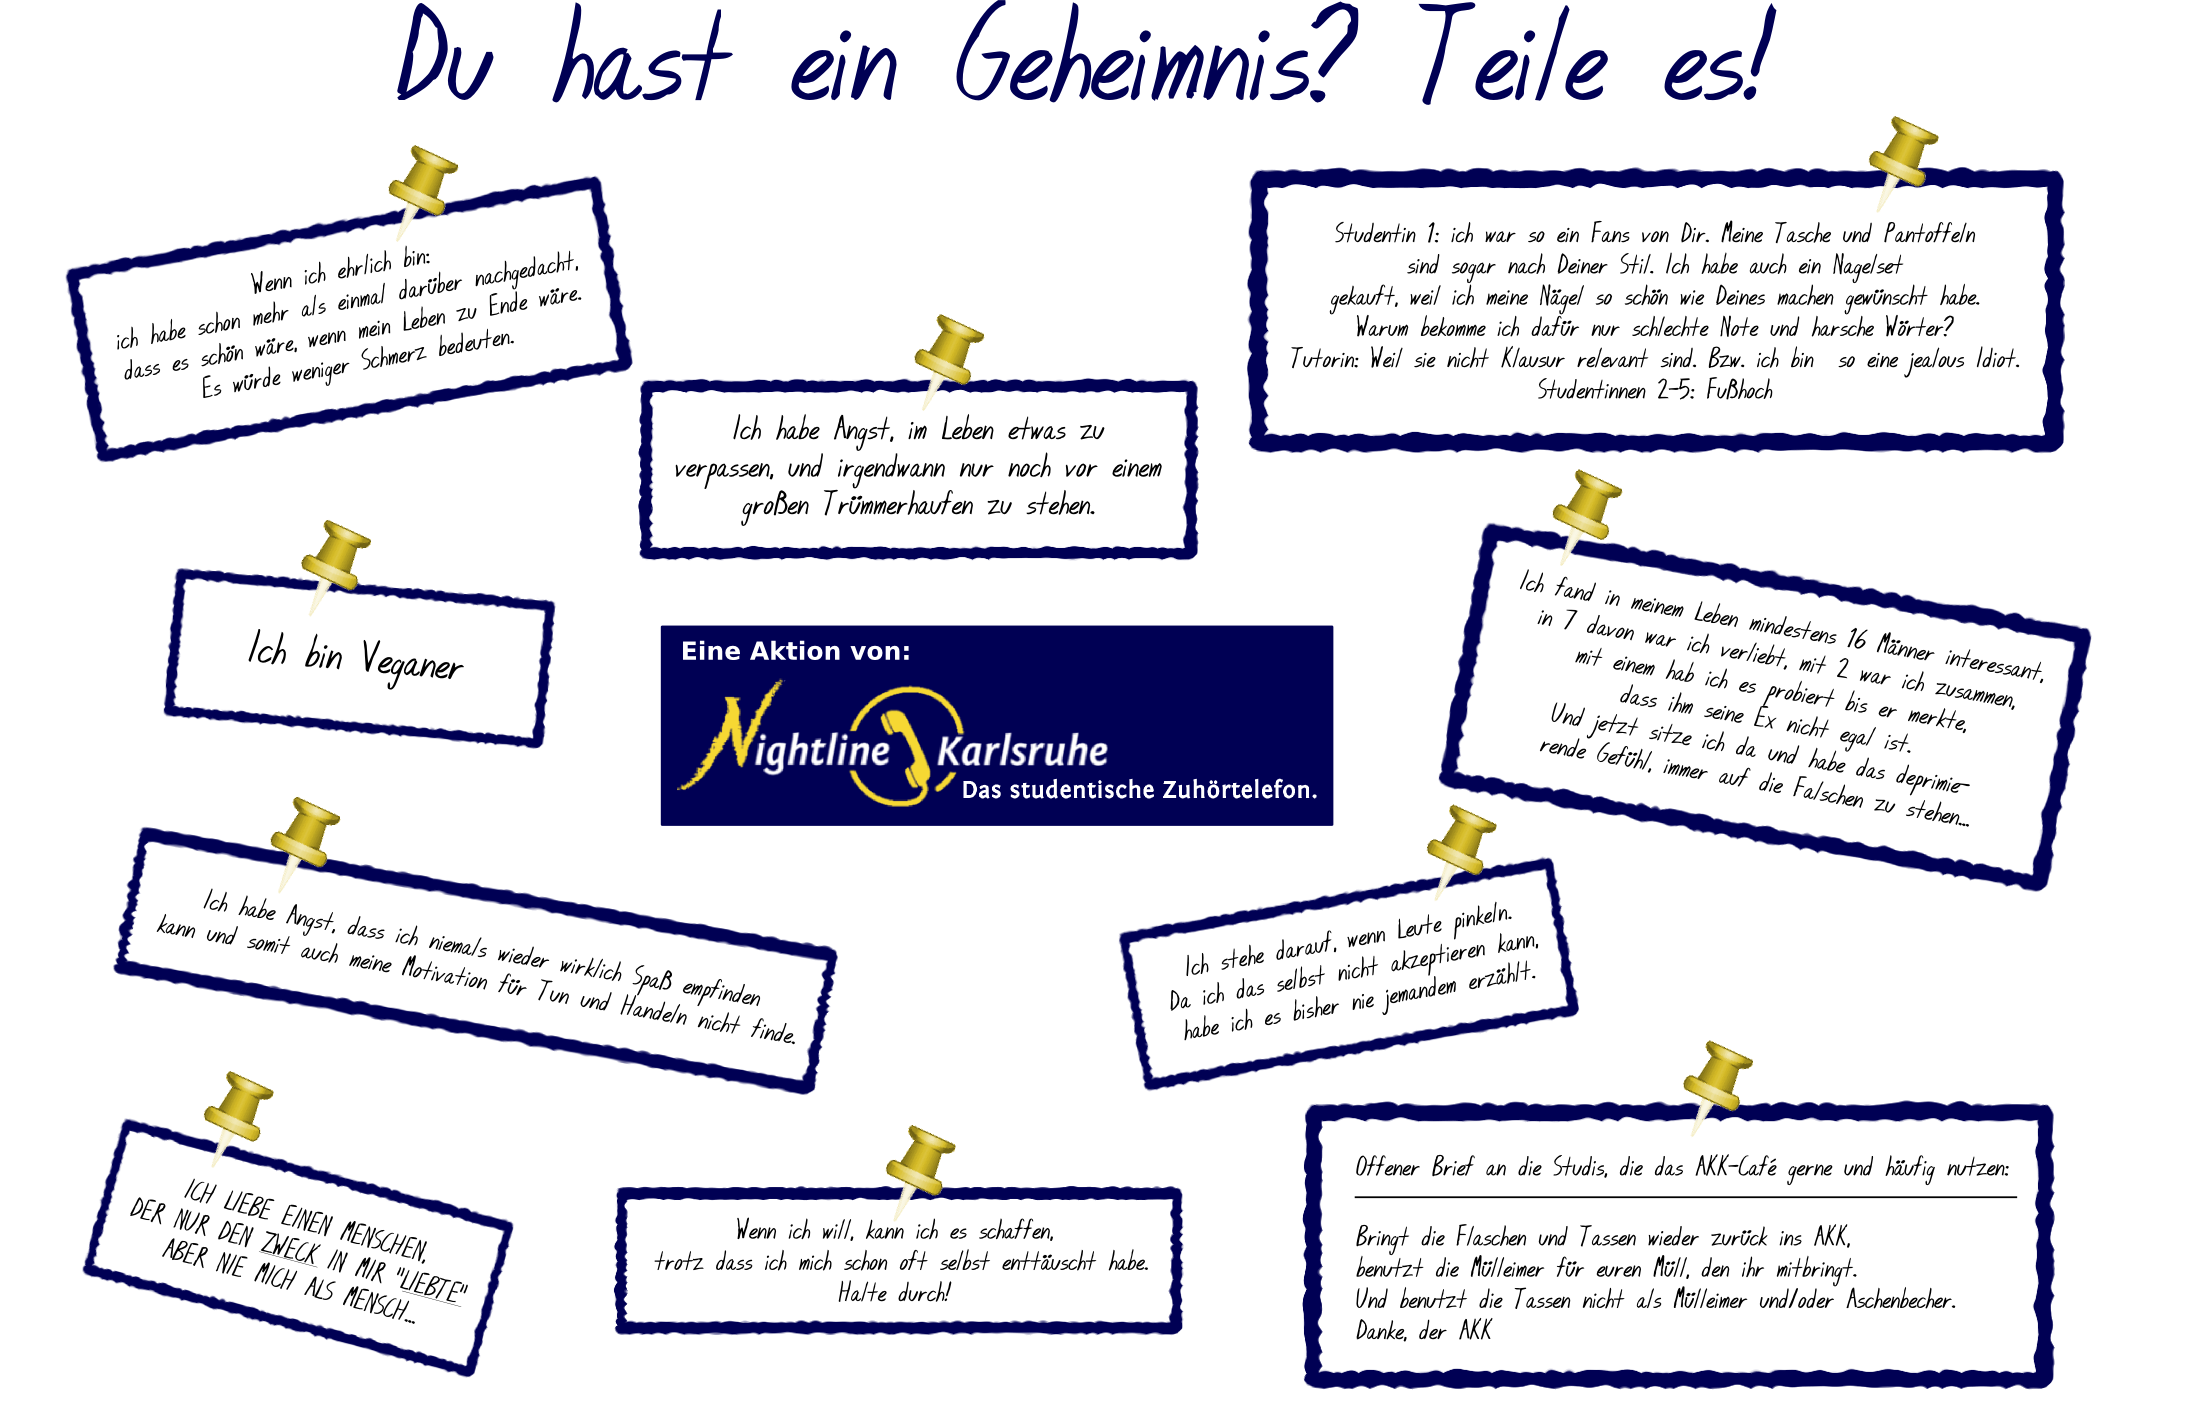 Du hast ein Geheimnis? Teile es!
Wenn ich ehrlich bin:
ich habe schon mehr als einmal darüber nachgedacht,
dass es schön wäre, wenn mein Leben zu Ende wäre.
Es würde weniger Schmerz bedeuten.
Studentin 1: ich war so ein Fans von Dir. Meine Tasche und Pantoffeln
sind sogar nach Deiner Stil. Ich habe auch ein Nagelset
gekauft, weil ich meine Nägel so schön wie Deines machen gewünscht habe.
Warum bekomme ich dafür nur schlechte Note und harsche Wörter?
Tutorin: Weil sie nicht Klausur relevant sind. Bzw. ich bin so eine jealous Idiot.
Studentinnen 2-5: Fußhoch
Ich habe Angst, im Leben etwas zu
verpassen, und irgendwann nur noch vor einem
großen Trümmerhaufen zu stehen.
Ich bin Veganer
Ich fand in meinem Leben mindestens 16 Männer interessant,
in 7 davon war ich verliebt, mit 2 war ich zusammen,
mit einem hab ich es probiert bis er merkte,
dass ihm seine Ex nicht egal ist.
Und jetzt sitze ich da und habe das deprimie-
rende Gefühl, immer auf die Falschen zu stehen...
Eine Aktion von:
Nightline Karlsruhe
Das studentische Zuhörtelefon.
Ich habe Angst, dass ich niemals wieder wirklich Spaß empfinden
kann und somit auch meine Motivation für Tun und Handeln nicht finde.
Ich stehe darauf, wenn Leute pinkeln.
Da ich das selbst nicht akzeptieren kann,
habe ich es bisher nie jemandem erzählt.
ICH LIEBE EINEN MENSCHEN,
DER NUR DEN ZWECK IN MIR "LIEBTE"
ABER NIE MICH ALS MENSCH...
Wenn ich will, kann ich es schaffen,
trotz dass ich mich schon oft selbst enttäuscht habe.
Halte durch!
Offener Brief an die Studis, die das AKK-Café gerne und häufig nutzen:
Bringt die Flaschen und Tassen wieder zurück ins AKK,
benutzt die Mülleimer für euren Müll, den ihr mitbringt.
Und benutzt die Tassen nicht als Mülleimer und/oder Aschenbecher.
Danke, der AKK